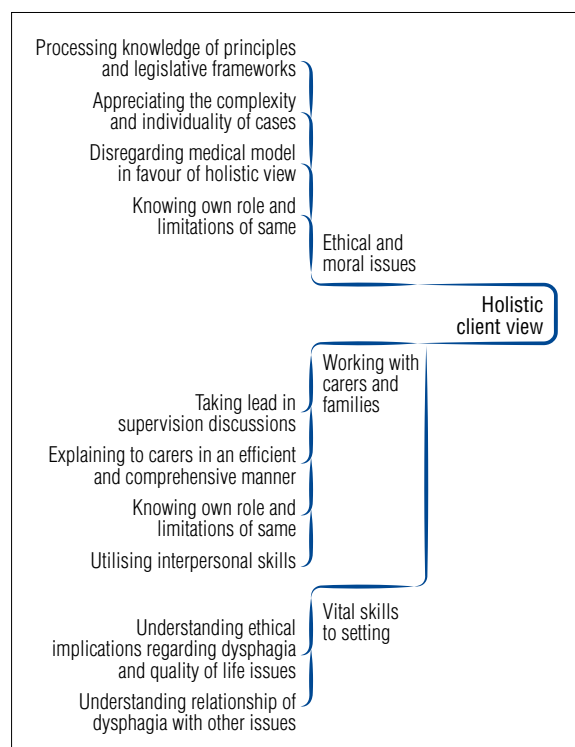 Processing knowledge of principles
and legislative frameworks
Appreciating the complexity
and individuality of cases
Disregarding medical model
in favour of holistic view
Knowing own role and
limitations of same
Ethical and
moral issues
Holistic
client view
Working with
carers and
families
Taking lead in
supervision discussions
Explaining to carers in an efficient
and comprehensive manner
Knowing own role and
limitations of same
Utilising interpersonal skills
Vital skills
to setting
Understanding ethical
implications regarding dysphagia
and quality of life issues
Understanding relationship of
dysphagia with other issues